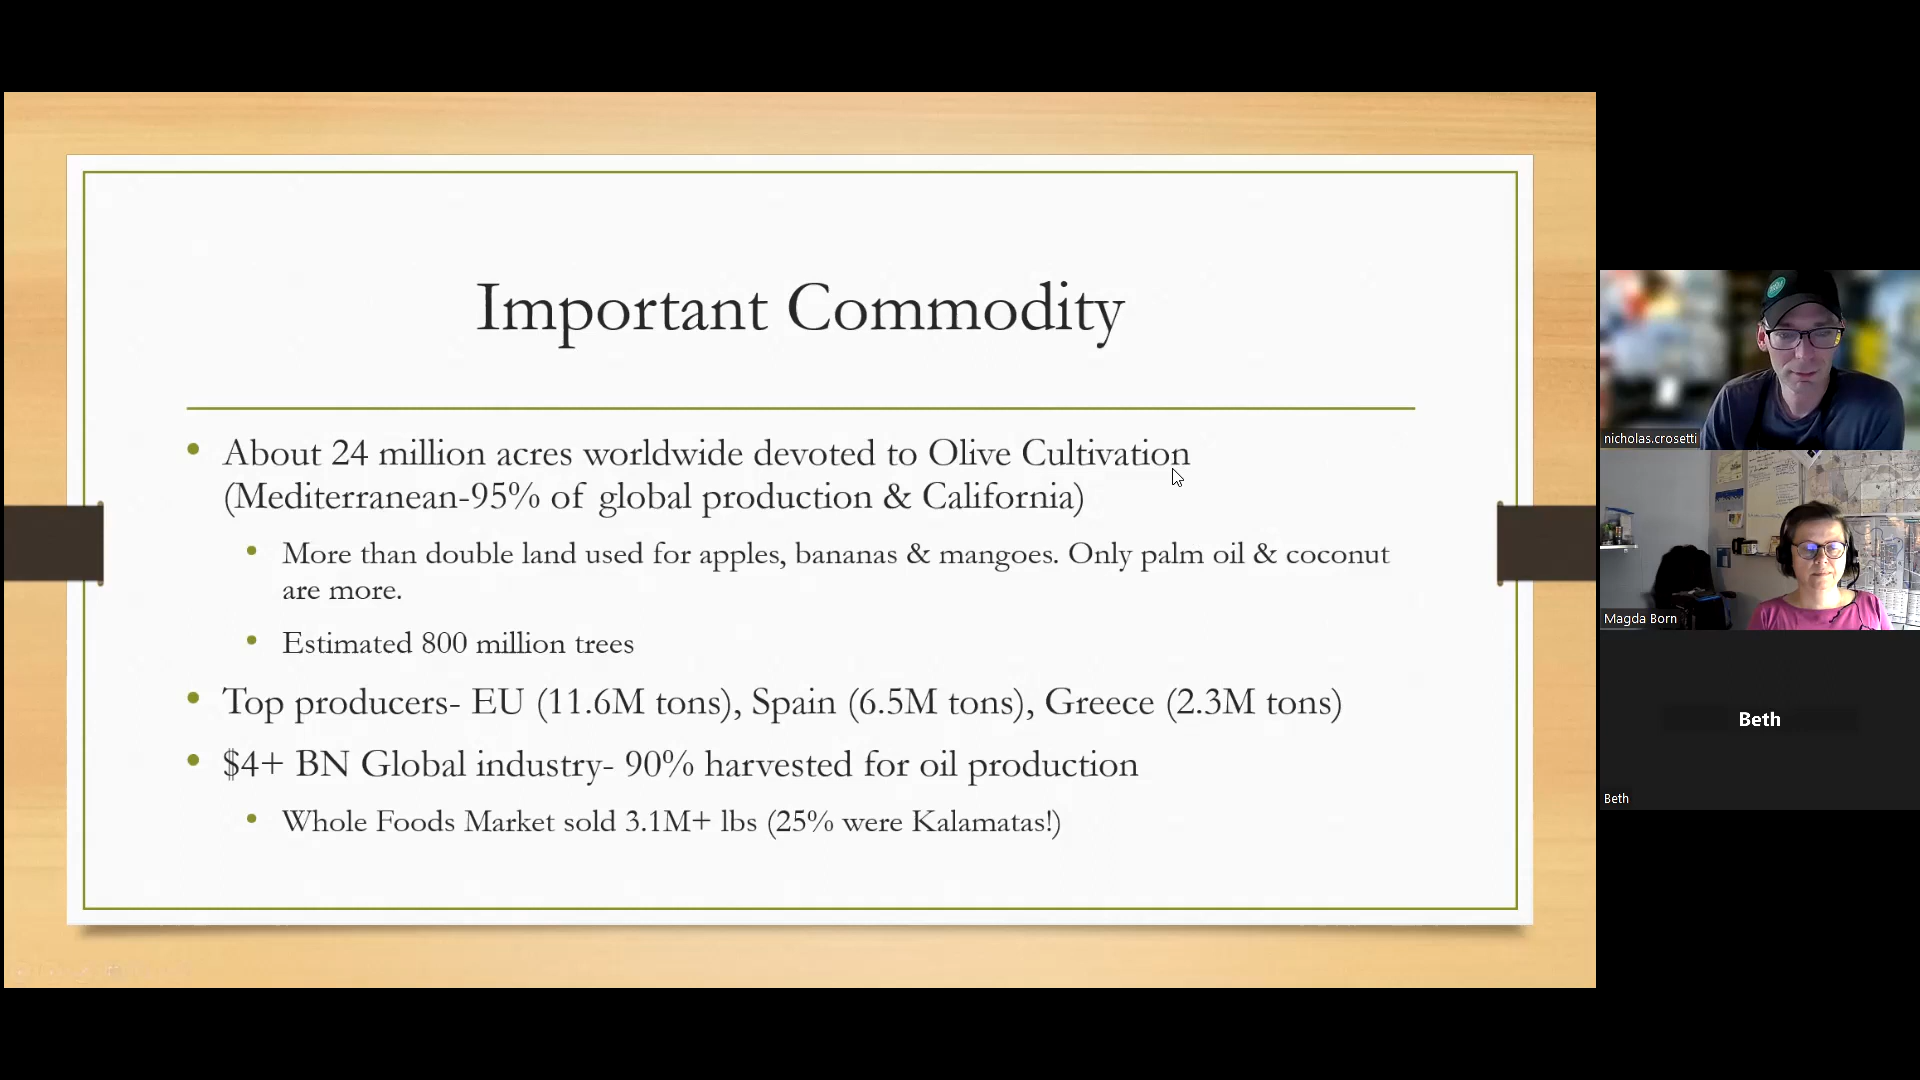 Important Commodity
About 24 million acres worldwide devoted to Olive Cultivation
(Mediterranean-95% of global production & California)
More than double land used for apples, bananas & mangoes. Only palm oil & coconut
are more.
Estimated 800 million trees
Top producers- EU (11.6M tons), Spain (6.5M tons), Greece (2.3M tons)
$4+ BN Global industry- 90% harvested for oil production
Whole Foods Market sold 3.1M+ lbs (25% were Kalamatas!)
nicholas.crosetti
Magda Born
Beth
Beth